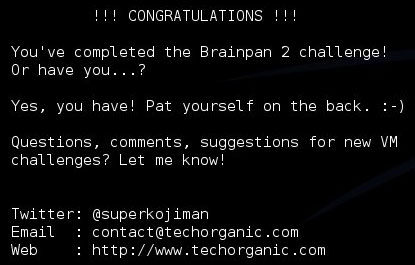 !!! CONGRATULATIONS !!!
You've completed the Brainpan 2 challenge!
Or have you...?
Yes, you have! Pat yourself on the back. :-)
Questions, comments, suggestions for new VM
challenges? Let me know!
Twitter: @superkojiman
Email  : contact@techorganic.com
Web    : http://www.techorganic.com